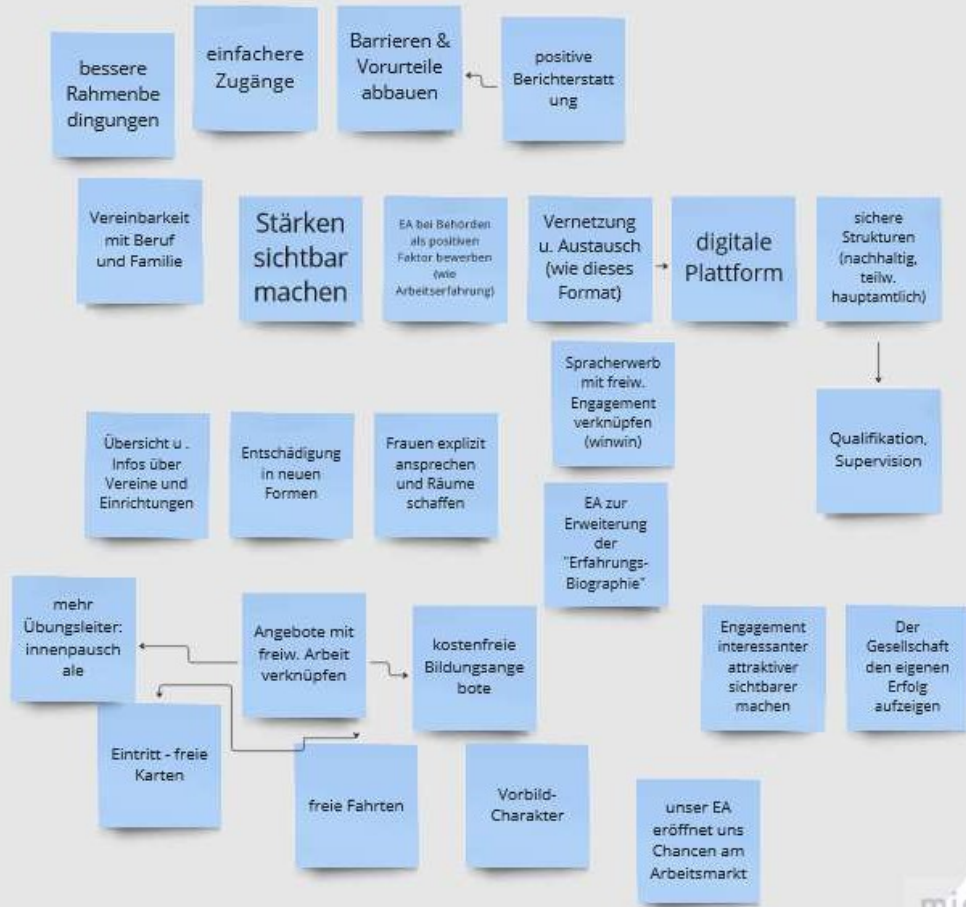 bessere
Rahmenbe
dingungen
einfachere
Zugänge
Barrieren &
Vorurteile
abbauen
positive
Berichterstatt
ung
Vereinbarkeit
mit Beruf
und Familie
Stärken
sichtbar
machen
EA bei Behörden
als positiven
Faktor bewerben
(wie
Arbeitserfahrung)
Vernetzung
u. Austausch
(wie dieses
Format)
digitale
Plattform
sichere
Strukturen
(nachhaltig,
teilw.
hauptamtlich)
Spracherwerb
mit freiw.
Engagement
verknüpfen
(winwin)
Qualifikation,
Supervision
Übersicht u .
Infos über
Vereine und
Einrichtungen
Entschädigung
in neuen
Formen
Frauen explizit
ansprechen
und Räume
schaffen
EA zur
Erweiterung
der
"Erfahrungs-
Biographie"
mehr
Übungsleiter:
innenpausch
ale
Angebote mit
freiw. Arbeit
verknüpfen
kostenfreie
Bildungsange
bote
Engagement
interessanter
attraktiver
sichtbarer
machen
Der
Gesellschaft
den eigenen
Erfolg
aufzeigen
Eintritt - freie
Karten
freie Fahrten
Vorbild-
Charakter
unser EA
eröffnet uns
Chancen am
Arbeitsmarkt